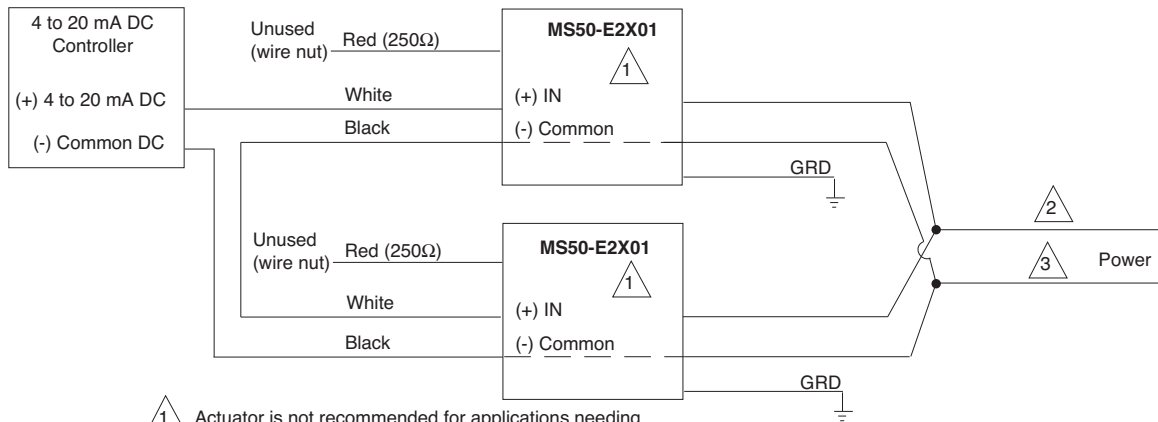 4 to 20 mA DC
Controller
(+) 4 to 20 mA DC
(-) Common DC
Unused
(wire nut)
Red (250Ω)
White
Black
MS50-E2X01
1
(+) IN
(-) Common
GRD
Unused
(wire nut)
Red (250Ω)
White
Black
MS50-E2X01
1
(+) IN
(-) Common
GRD
2
3
Power
1 Actuator is not recommended for applications needing